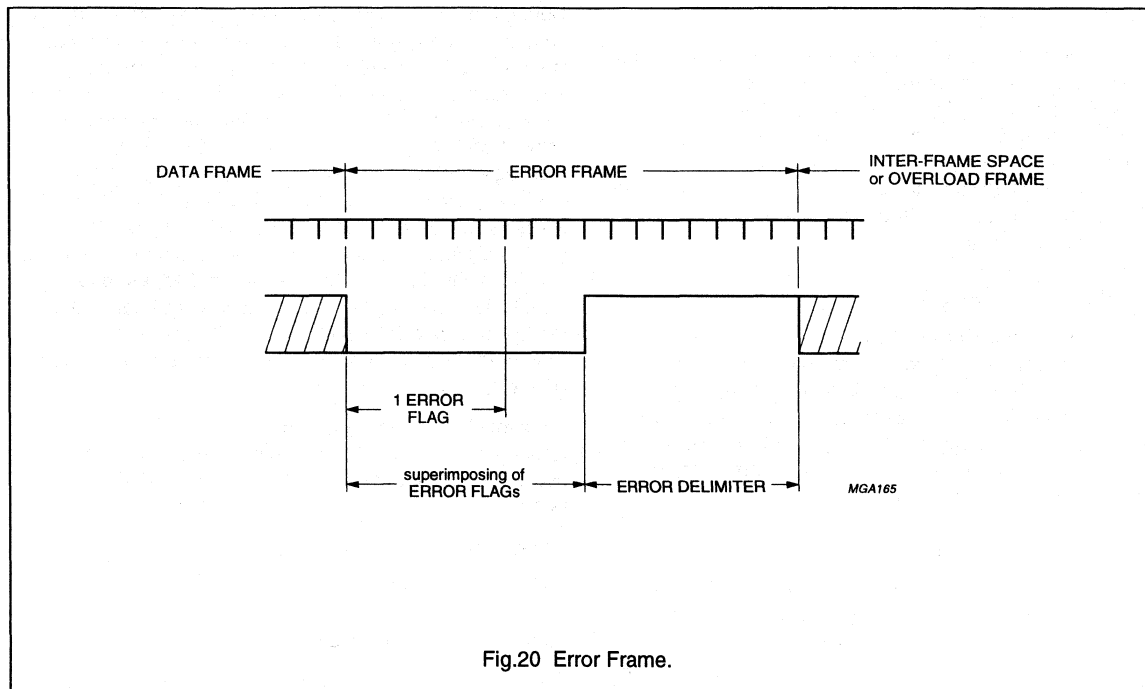 DATA FRAME
ERROR FRAME
INTER-FRAME SPACE
or OVERLOAD FRAME
1 ERROR
FLAG
superimposing of
ERROR FLAGs
ERROR DELIMITER
MGA165
Fig.20 Error Frame.